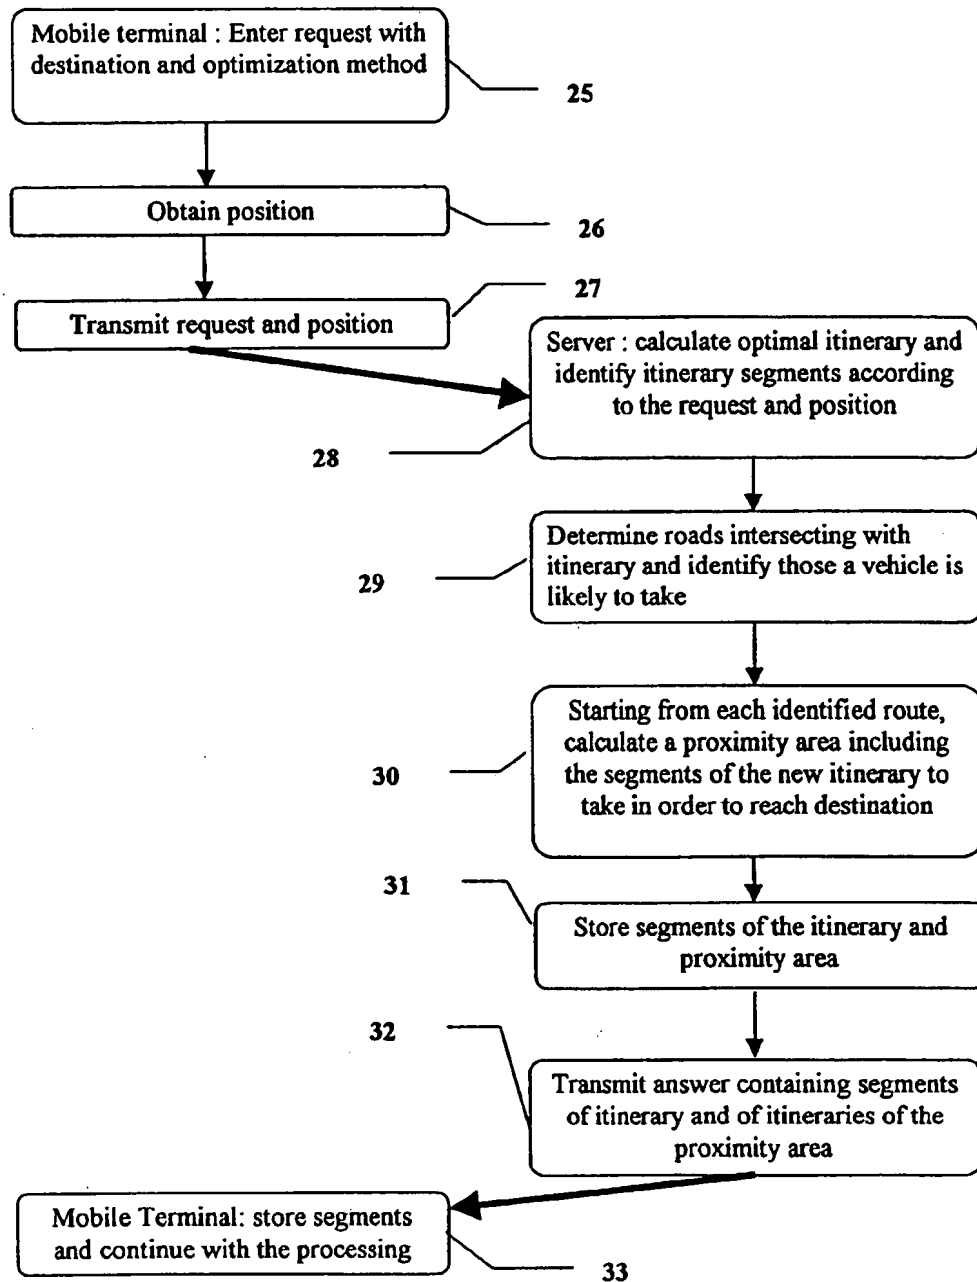 Mobile terminal : Enter request with
destination and optimization method
25
Obtain position
26
27
Transmit request and position
Server : calculate optimal itinerary and
identify itinerary segments according
to the request and position
28
Determine roads intersecting with
itinerary and identify those a vehicle is
likely to take
29
Starting from each identified route,
calculate a proximity area including
the segments of the new itinerary to
take in order to reach destination
30
31
Store segments of the itinerary and
proximity area
32
Transmit answer containing segments
of itinerary and of itineraries of the
proximity area
Mobile Terminal: store segments
and continue with the processing
33